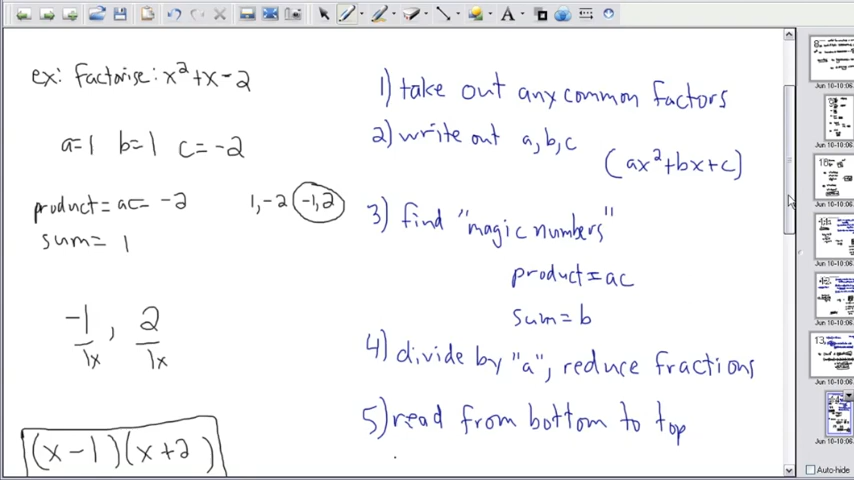 ex: factorise: x²+x-2
a=1 b=1 c=-2
product=ac= -2 1,-2 -1,2
sum= 1
-1/1x , 2/1x
(x-1)(x+2)
1) take out any common factors
2) write out a,b,c
(ax²+bx+c)
3) find "magic numbers"
product=ac
sum=b
4) divide by "a", reduce fractions
5) read from bottom to top
Auto-hide